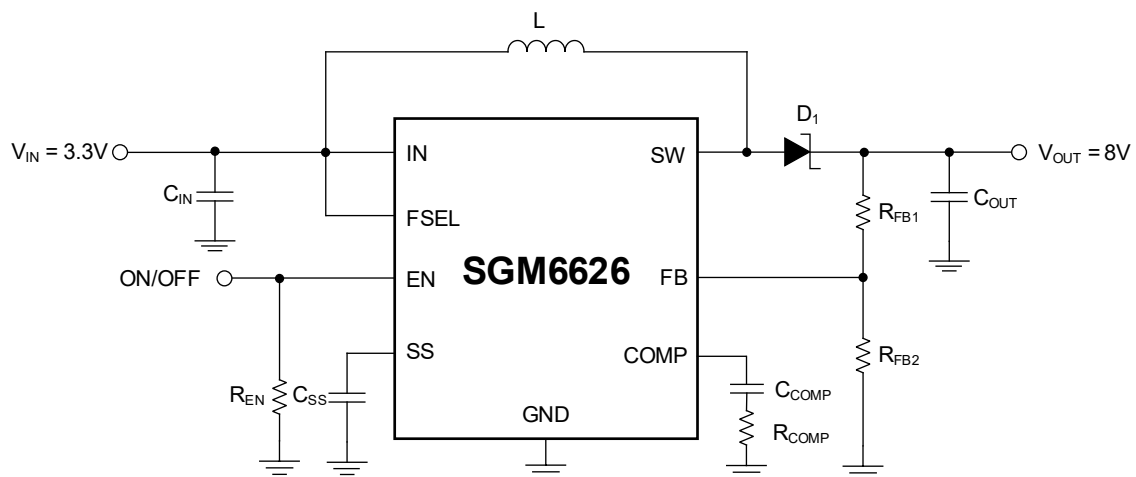 L
D1
VIN = 3.3V
IN
SW
VOUT = 8V
CIN
RFB1
COUT
FSEL
SGM6626
ON/OFF
EN
FB
SS
COMP
RFB2
REN
CSS
CCOMP
GND
RCOMP